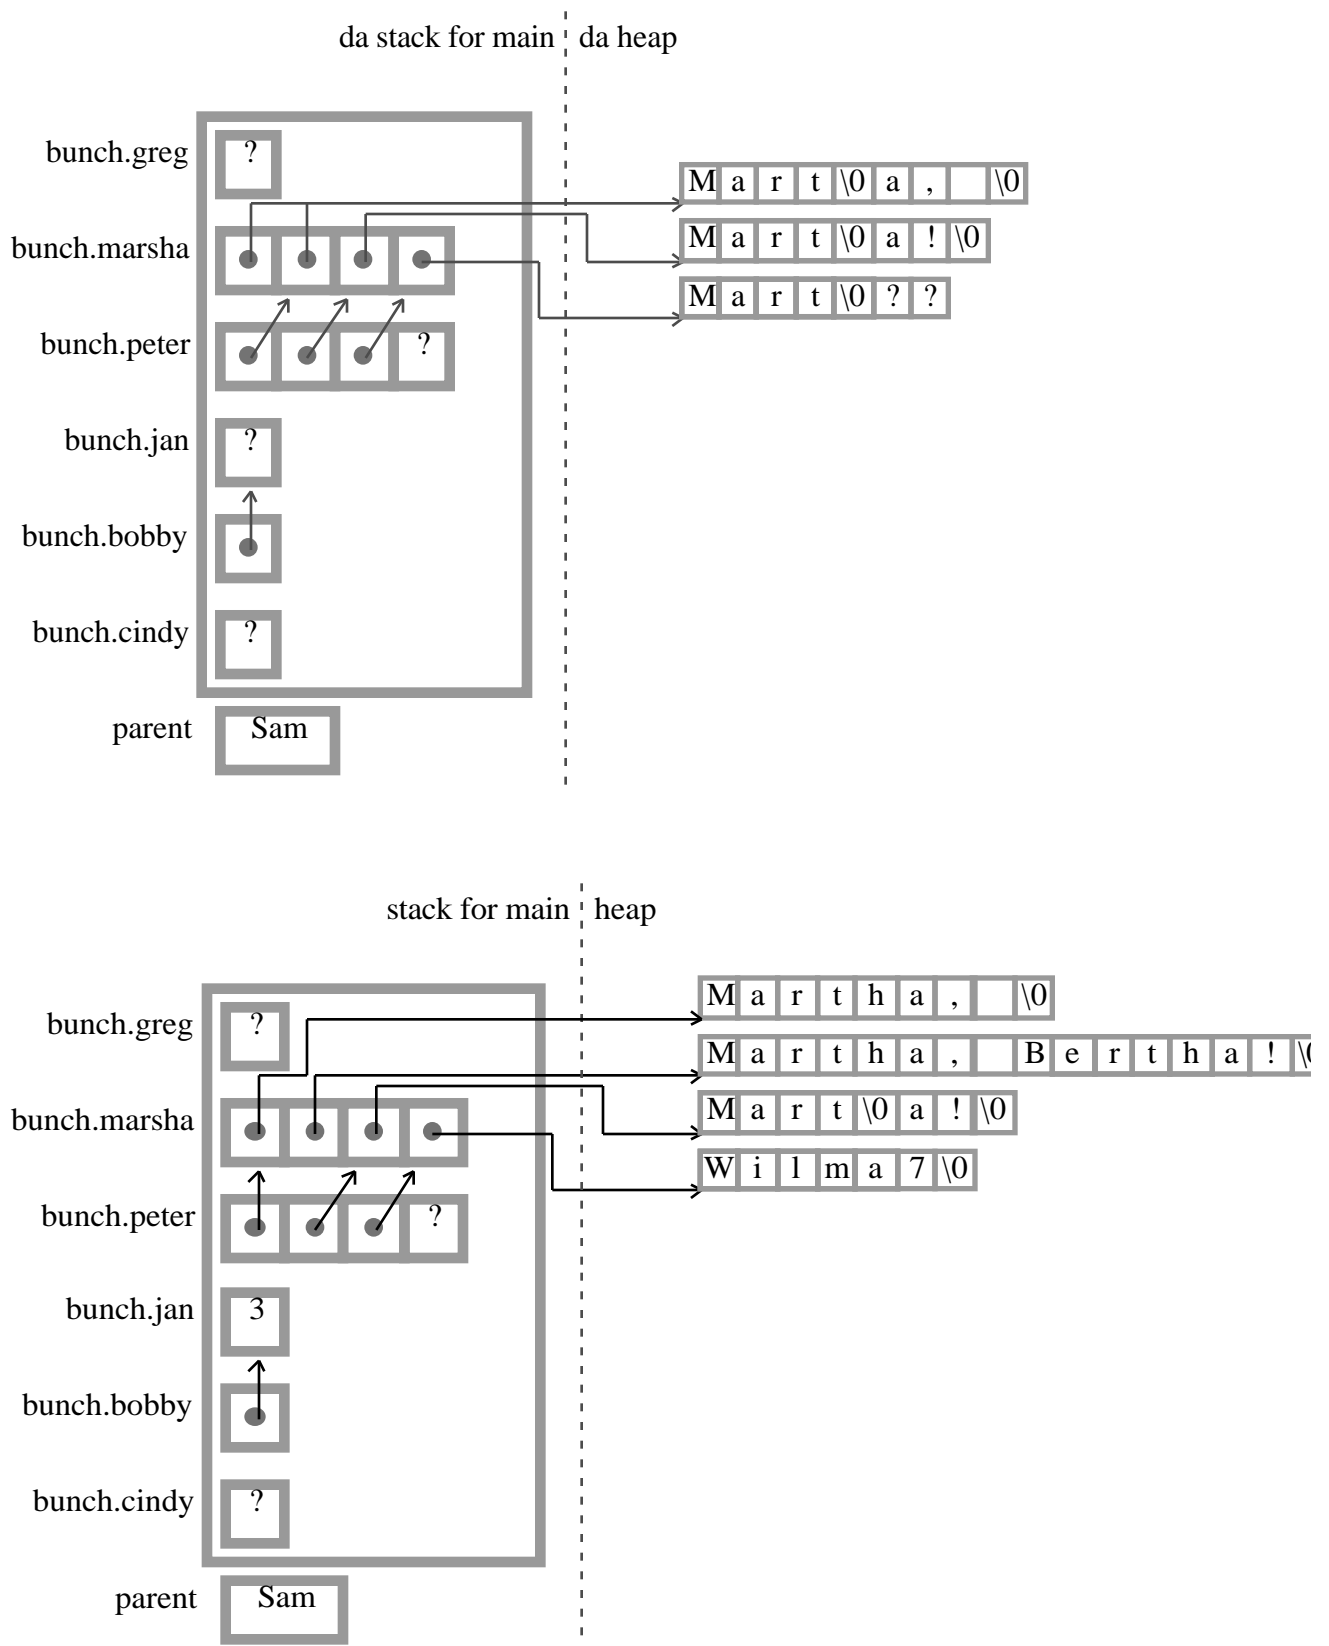 da stack for main da heap
bunch.greg ?
M a r t \0 a , \0
M a r t \0 a ! \0
bunch.marsha
M a r t \0 ? ?
bunch.peter ?
bunch.jan ?
bunch.bobby
bunch.cindy ?
parent Sam
stack for main heap
M a r t h a , \0
bunch.greg ?
M a r t h a , B e r t h a ! \0
M a r t \0 a ! \0
bunch.marsha
W i l m a 7 \0
bunch.peter ?
bunch.jan 3
bunch.bobby
bunch.cindy ?
parent Sam